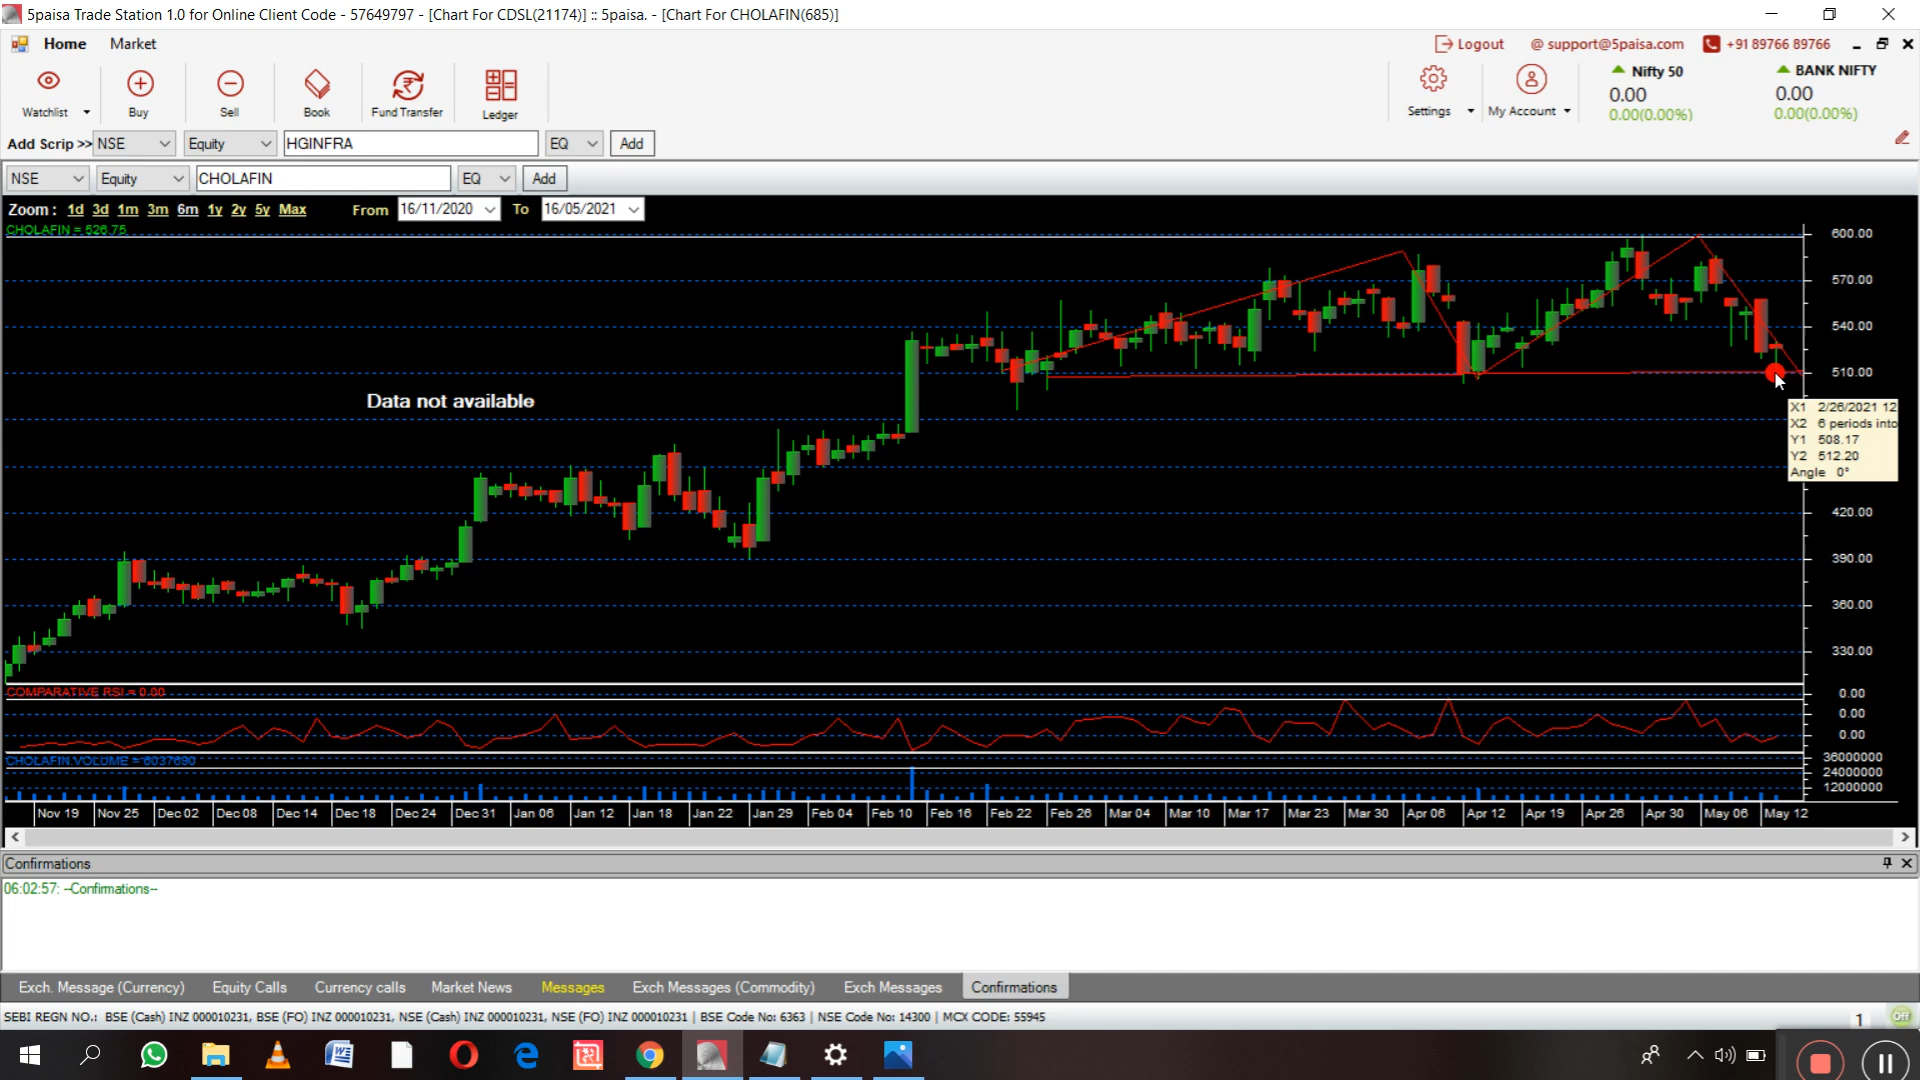 5paisa Trade Station 1.0 for Online Client Code - 57649797 - [Chart For CDSL(21174)] :: 5paisa. - [Chart For CHOLAFIN(685)]
Home Market Logout @ support@5paisa.com +91 89766 89766
Watchlist Buy Sell Book Fund Transfer Ledger Settings My Account
Nifty 50 BANK NIFTY
0.00 0.00
0.00(0.00%) 0.00(0.00%)
Add Scrip >> NSE Equity HGINFRA EQ Add
NSE Equity CHOLAFIN EQ Add
Zoom : 1d 3d 1m 3m 6m 1y 2y 5y Max From 16/11/2020 To 16/05/2021
CHOLAFIN = 526.75
600.00
570.00
540.00
510.00
Data not available
X1 2/26/2021 12
X2 6 periods into
Y1 508.17
Y2 512.20
Angle 0°
420.00
390.00
360.00
330.00
COMPARATIVE RSI = 0.00
0.00
0.00
0.00
CHOLAFIN.VOLUME = 6037690
36000000
24000000
12000000
Nov 19 Nov 25 Dec 02 Dec 08 Dec 14 Dec 18 Dec 24 Dec 31 Jan 06 Jan 12 Jan 18 Jan 22 Jan 29 Feb 04 Feb 10 Feb 16 Feb 22 Feb 26 Mar 04 Mar 10 Mar 17 Mar 23 Mar 30 Apr 06 Apr 12 Apr 19 Apr 26 Apr 30 May 06 May 12
Confirmations
06:02:57: --Confirmations--
Exch. Message (Currency) Equity Calls Currency calls Market News Messages Exch Messages (Commodity) Exch Messages Confirmations
SEBI REGN NO.: BSE (Cash) INZ 000010231, BSE (FO) INZ 000010231, NSE (Cash) INZ 000010231, NSE (FO) INZ 000010231 | BSE Code No: 6363 | NSE Code No: 14300 | MCX CODE: 55945
1 Off